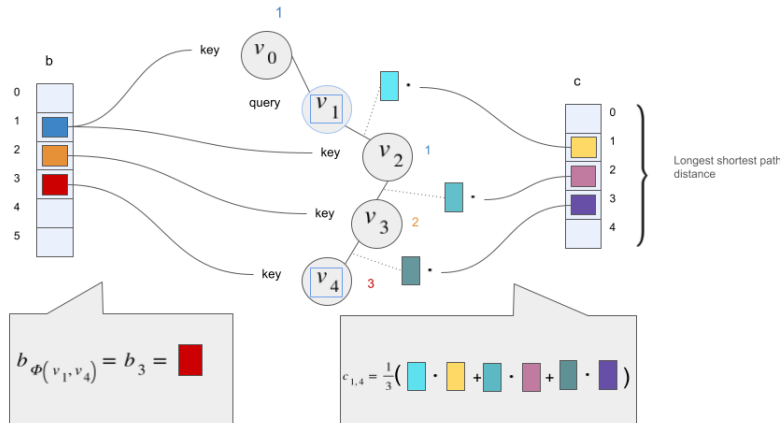 1
b
key
v₀
c
0
1
2
3
4
5
query
v₁
key
v₂
1
key
v₃
2
key
v₄
3
0
1
2
3
4
Longest shortest path
distance
b_Φ(v₁,v₄) = b₃ =
c₁,₄ = 1/3( · + · + · )